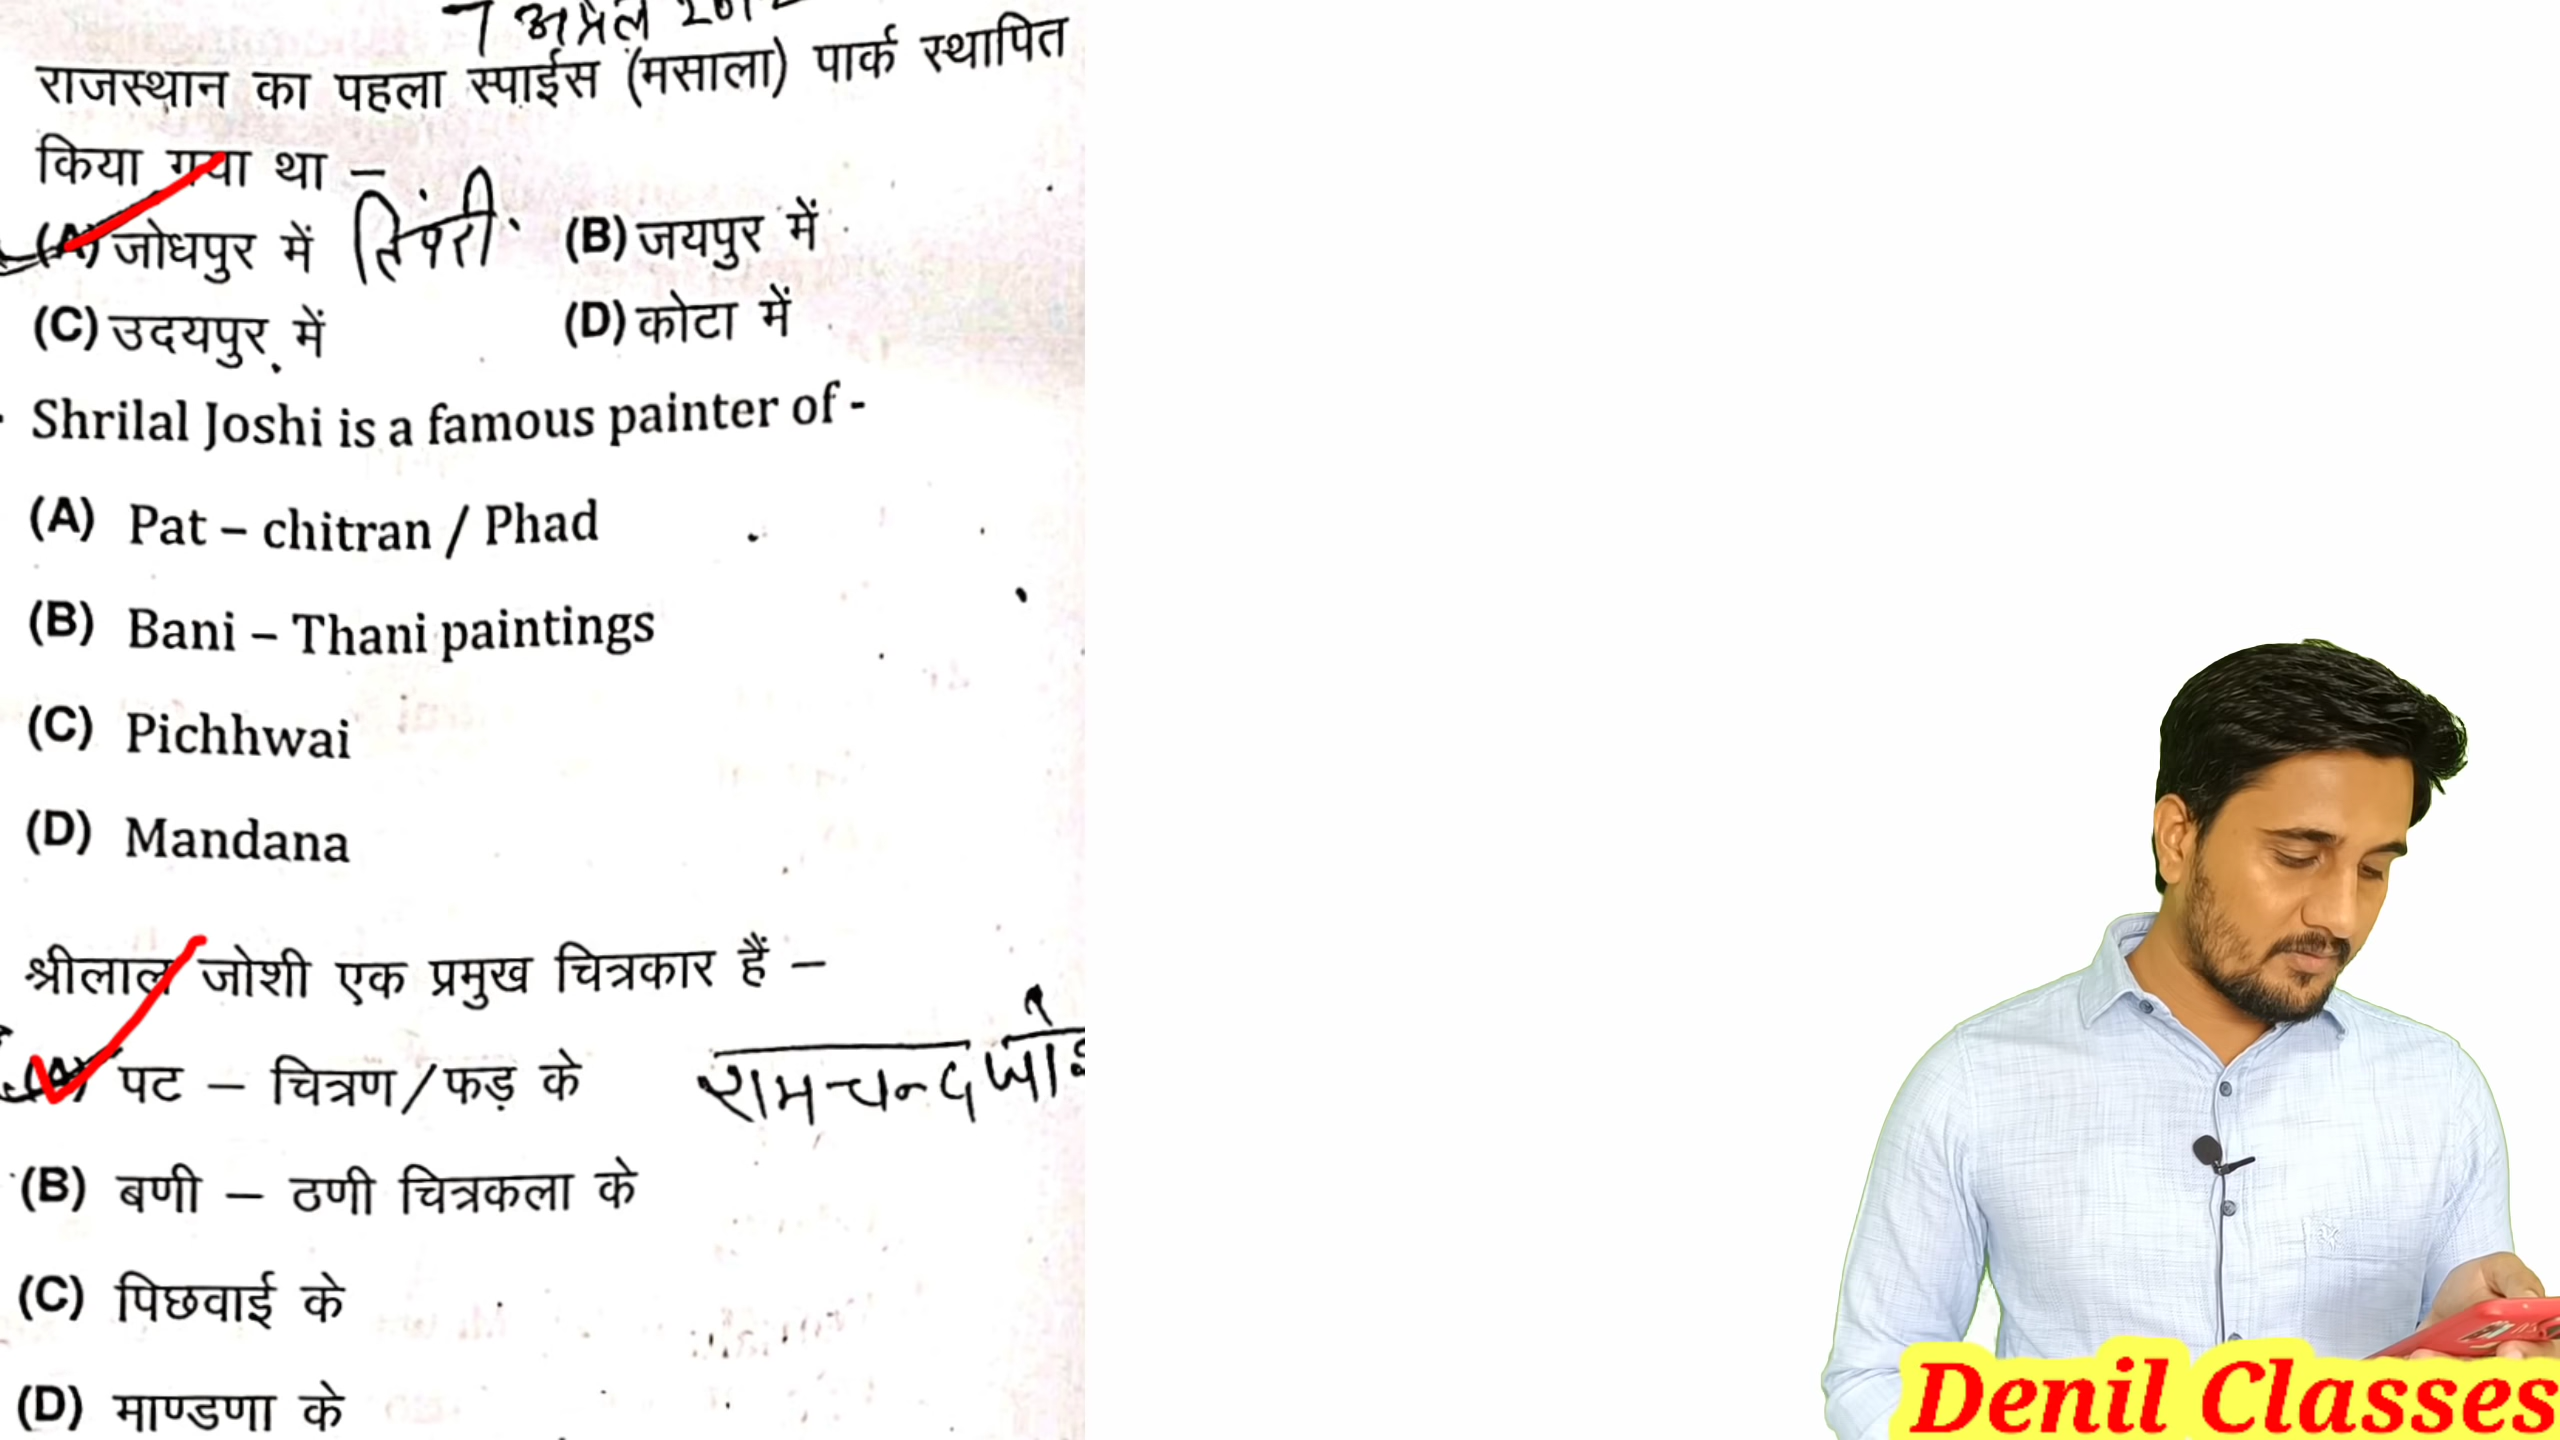 7 अप्रैल
राजस्थान का पहला स्पाईस (मसाला) पार्क स्थापित
किया गया था –
(A) जोधपुर में तिंवरी (B) जयपुर में
(C) उदयपुर में (D) कोटा में
Shrilal Joshi is a famous painter of -
(A) Pat – chitran / Phad
(B) Bani – Thani paintings
(C) Pichhwai
(D) Mandana
श्रीलाल जोशी एक प्रमुख चित्रकार हैं –
(A) पट – चित्रण/फड़ के रामचन्द्र
(B) बणी – ठणी चित्रकला के
(C) पिछवाई के
(D) माण्डणा के
Denil Classes